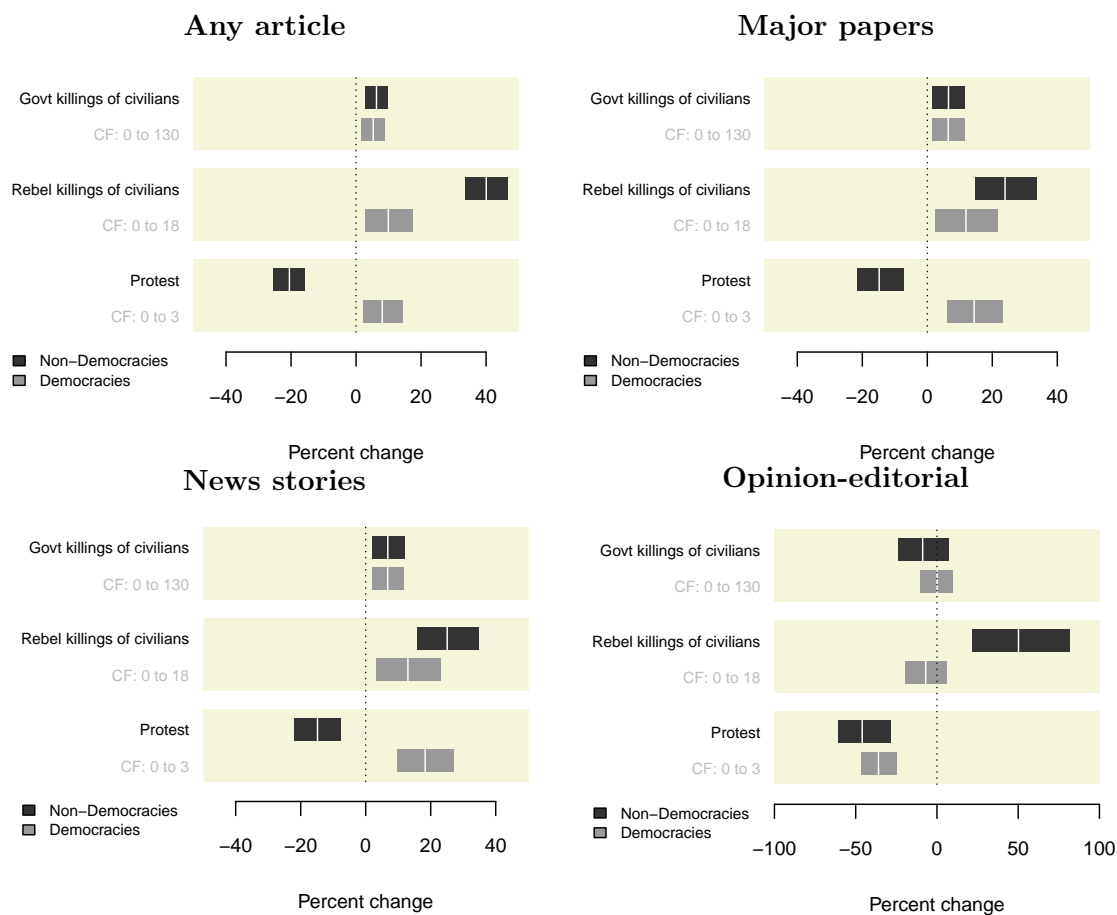 Any article
Govt killings of civilians
CF: 0 to 130
Rebel killings of civilians
CF: 0 to 18
Protest
CF: 0 to 3
Non−Democracies
Democracies
−40 −20 0 20 40
Percent change
Major papers
Govt killings of civilians
CF: 0 to 130
Rebel killings of civilians
CF: 0 to 18
Protest
CF: 0 to 3
Non−Democracies
Democracies
−40 −20 0 20 40
Percent change
News stories
Govt killings of civilians
CF: 0 to 130
Rebel killings of civilians
CF: 0 to 18
Protest
CF: 0 to 3
Non−Democracies
Democracies
−40 −20 0 20 40
Percent change
Opinion-editorial
Govt killings of civilians
CF: 0 to 130
Rebel killings of civilians
CF: 0 to 18
Protest
CF: 0 to 3
Non−Democracies
Democracies
−100 −50 0 50 100
Percent change